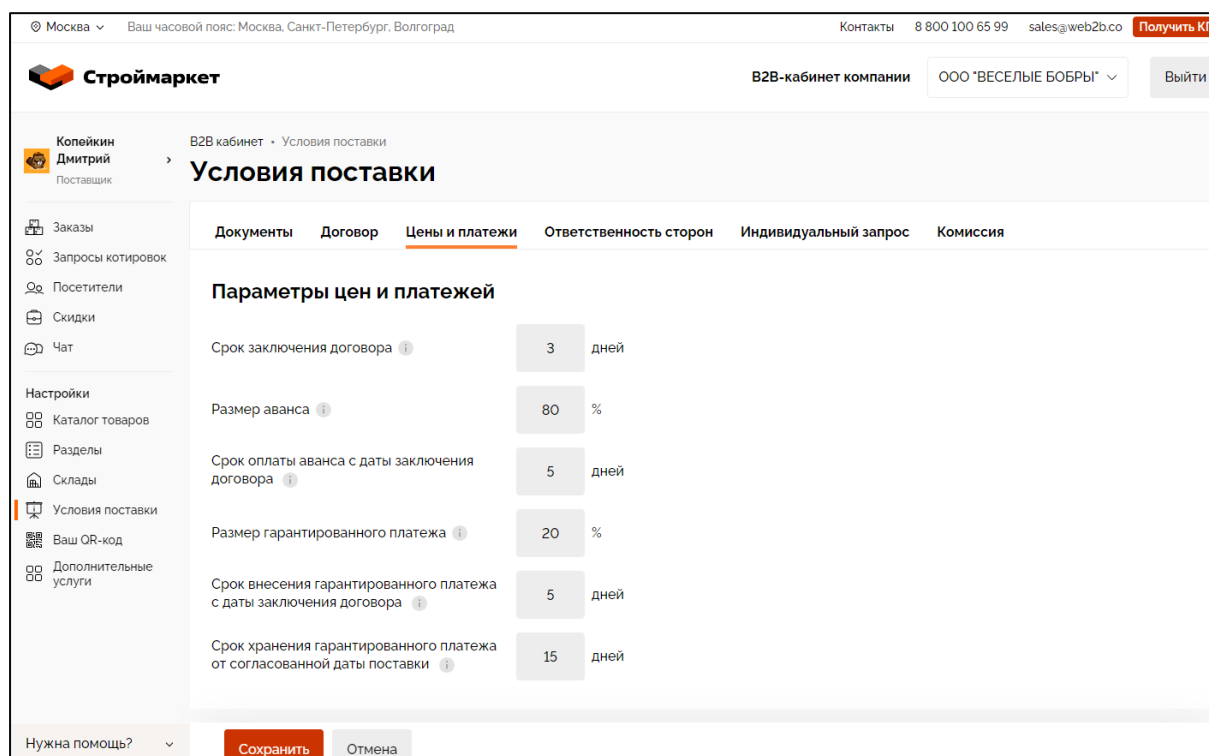 Москва
Ваш часовой пояс: Москва, Санкт-Петербург, Волгоград
Контакты
8 800 100 65 99
sales@web2b.co
Получить К
Строймаркет
B2B-кабинет компании
ООО "ВЕСЕЛЫЕ БОБРЫ"
Выйти
Копейкин
Дмитрий
Поставщик
Заказы
Запросы котировок
Посетители
Скидки
Чат
Настройки
Каталог товаров
Разделы
Склады
Условия поставки
Ваш QR-код
Дополнительные
услуги
Нужна помощь?
B2B кабинет • Условия поставки
Условия поставки
Документы
Договор
Цены и платежи
Ответственность сторон
Индивидуальный запрос
Комиссия
Параметры цен и платежей
Срок заключения договора
3 дней
Размер аванса
80 %
Срок оплаты аванса с даты заключения
договора
5 дней
Размер гарантированного платежа
20 %
Срок внесения гарантированного платежа
с даты заключения договора
5 дней
Срок хранения гарантированного платежа
от согласованной даты поставки
15 дней
Сохранить
Отмена